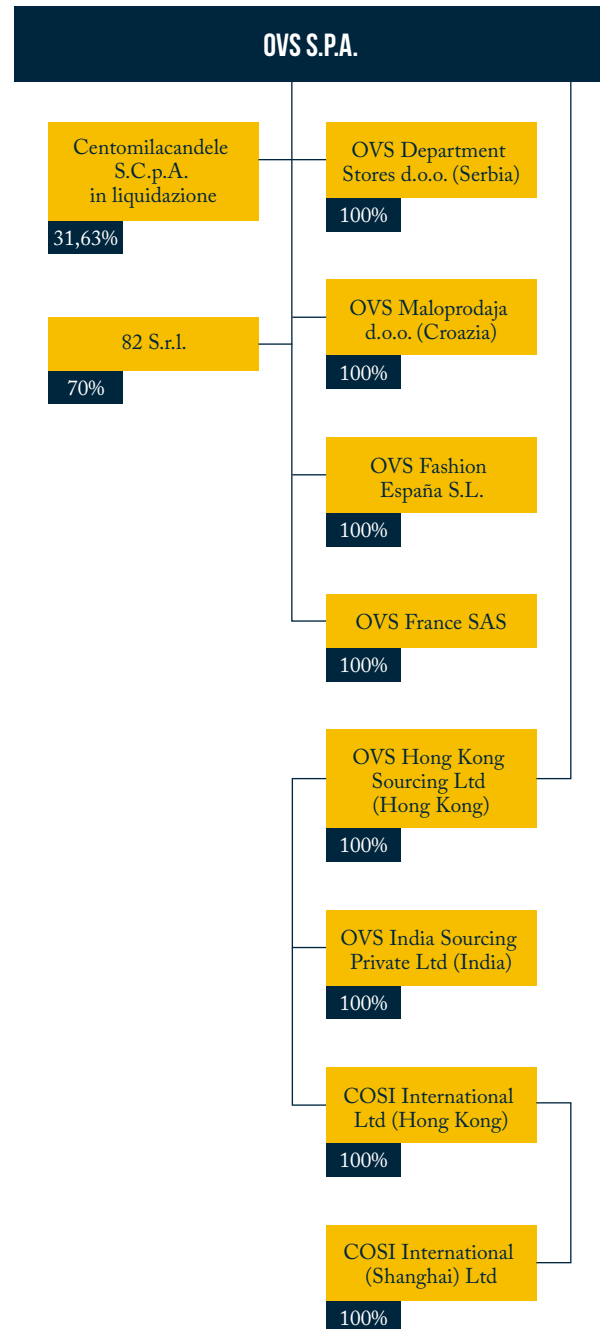 OVS S.P.A.
Centomilacandele
S.C.p.A.
in liquidazione
31,63%
OVS Department
Stores d.o.o. (Serbia)
100%
82 S.r.l.
70%
OVS Maloprodaja
d.o.o. (Croazia)
100%
OVS Fashion
España S.L.
100%
OVS France SAS
100%
OVS Hong Kong
Sourcing Ltd
(Hong Kong)
100%
OVS India Sourcing
Private Ltd (India)
100%
COSI International
Ltd (Hong Kong)
100%
COSI International
(Shanghai) Ltd
100%